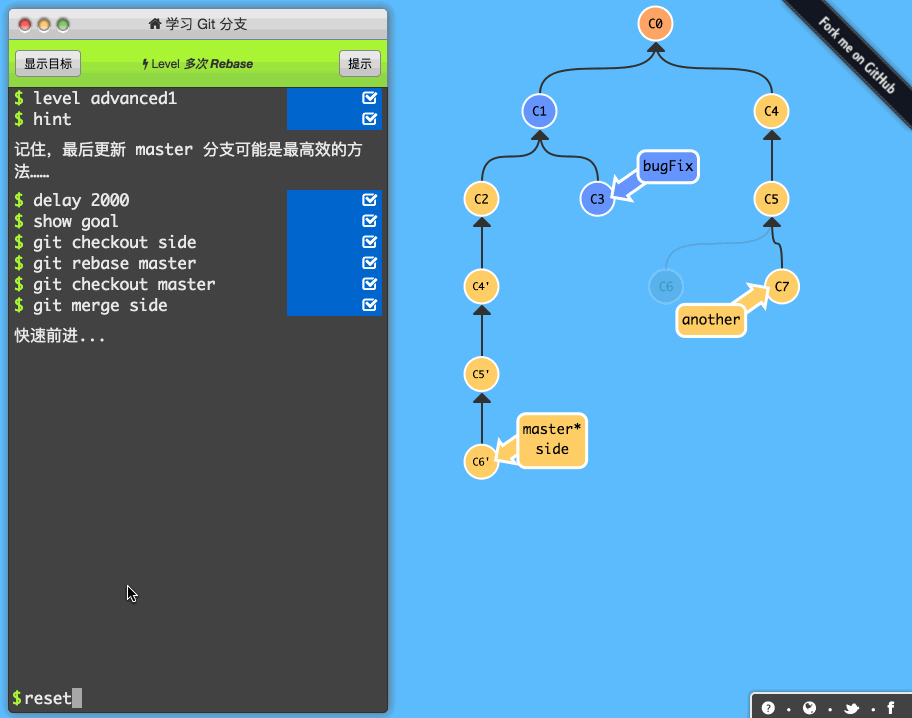 学习 Git 分支
显示目标
Level 多次 Rebase
提示
$ level advanced1
$ hint
记住，最后更新 master 分支可能是最高效的方
法……
$ delay 2000
$ show goal
$ git checkout side
$ git rebase master
$ git checkout master
$ git merge side
快速前进...
$reset
C0
C1
C4
bugFix
C2
C3
C5
C4'
C6
C7
another
C5'
master*
side
C6'
Fork me on GitHub